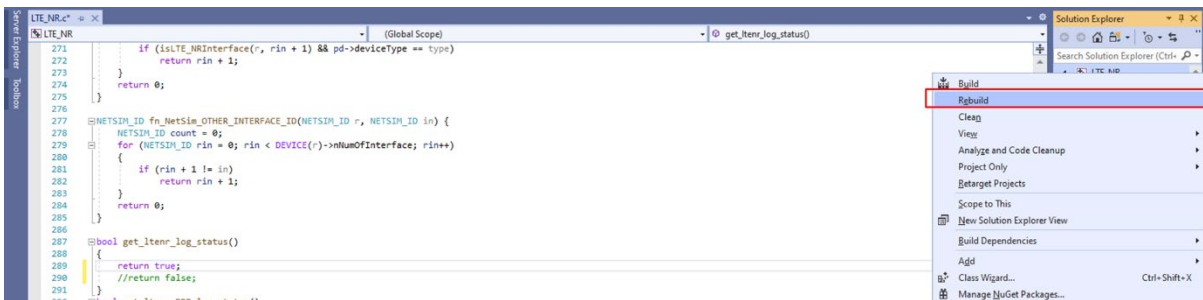 Server Explorer
Toolbox
LTE_NR.c*
LTE_NR
(Global Scope)
get_ltenr_log_status()
271 if (isLTE_NRInterface(r, rin + 1) && pd->deviceType == type)
272 return rin + 1;
273 }
274 return 0;
275 }
276
277 NETSIM_ID fn_NetSim_OTHER_INTERFACE_ID(NETSIM_ID r, NETSIM_ID in) {
278 NETSIM_ID count = 0;
279 for (NETSIM_ID rin = 0; rin < DEVICE(r)->nNumOfInterface; rin++)
280 {
281 if (rin + 1 != in)
282 return rin + 1;
283 }
284 return 0;
285 }
286
287 bool get_ltenr_log_status()
288 {
289 return true;
290 //return false;
291 }
Solution Explorer
Search Solution Explorer (Ctrl+
LTE_NR
Build
Rebuild
Clean
View
Analyze and Code Cleanup
Project Only
Retarget Projects
Scope to This
New Solution Explorer View
Build Dependencies
Add
Class Wizard... Ctrl+Shift+X
Manage NuGet Packages...